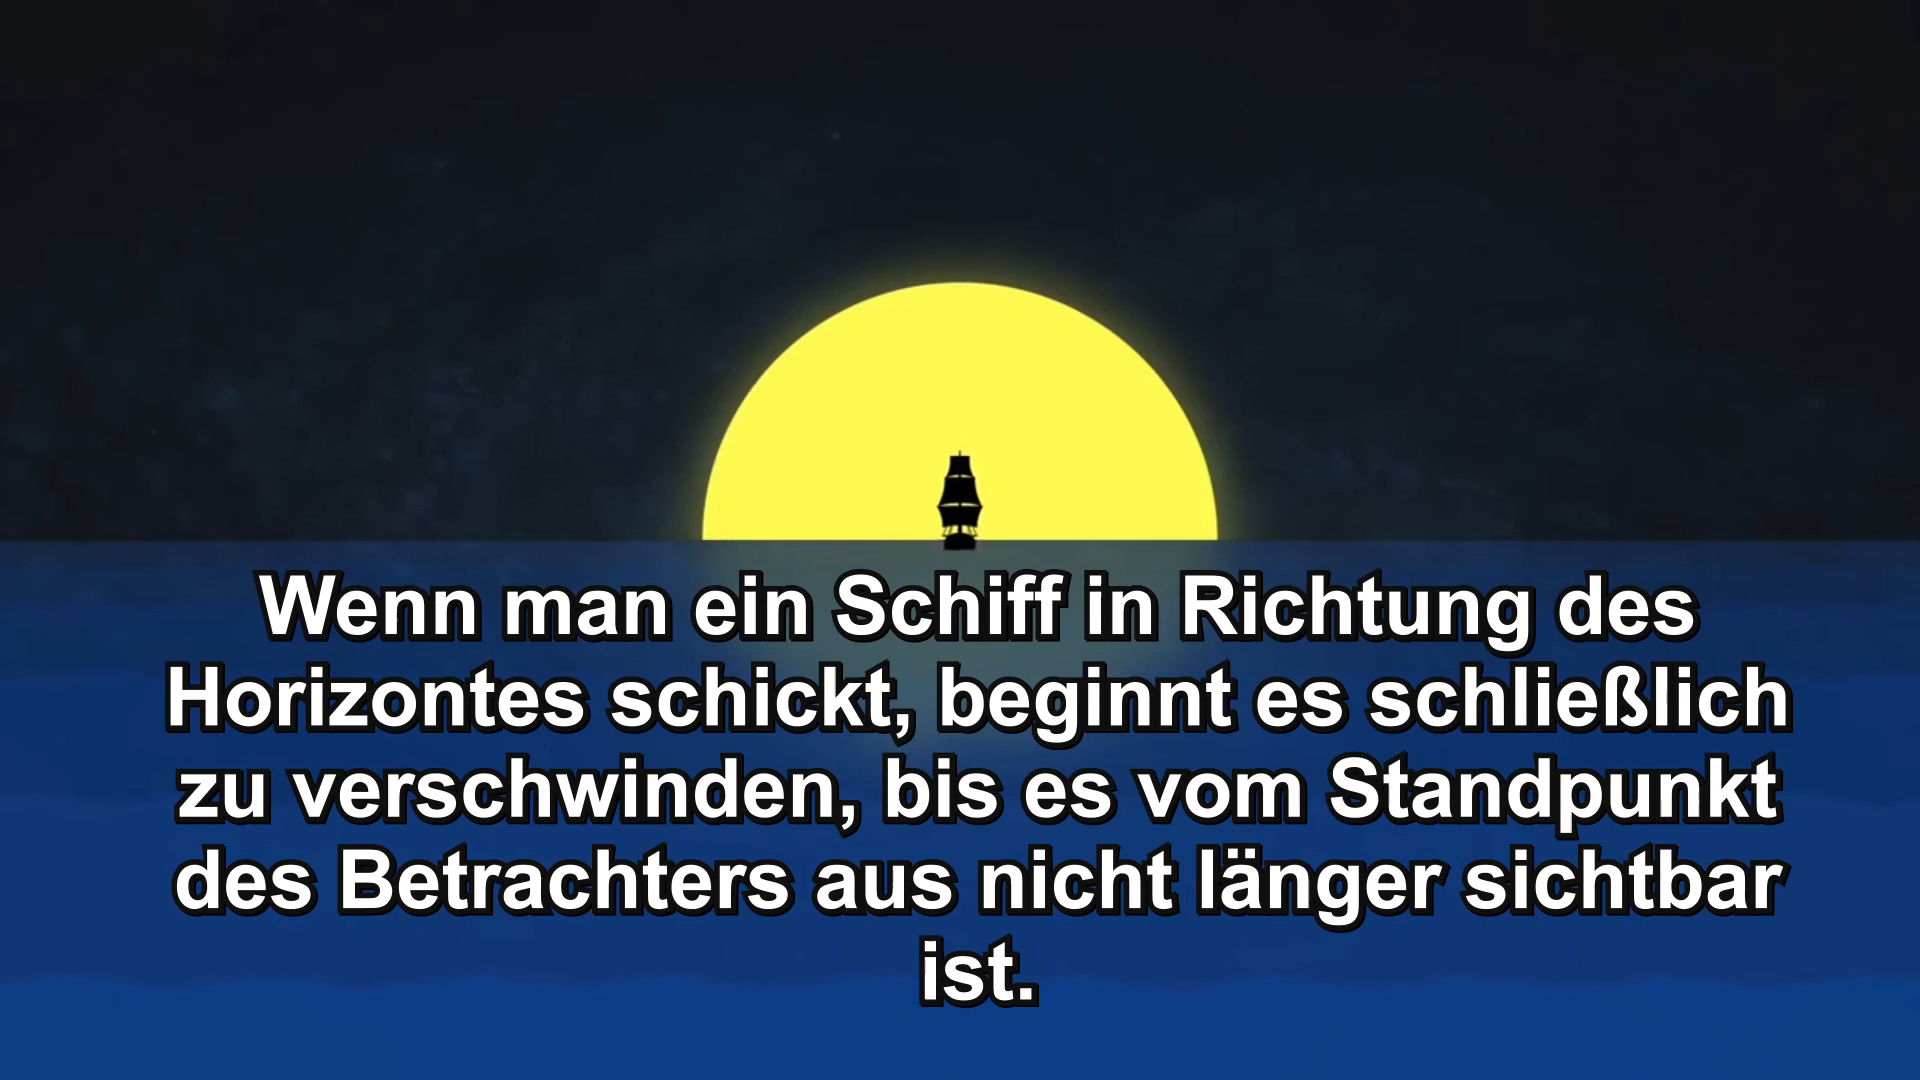 Wenn man ein Schiff in Richtung des
Horizontes schickt, beginnt es schließlich
zu verschwinden, bis es vom Standpunkt
des Betrachters aus nicht länger sichtbar
ist.